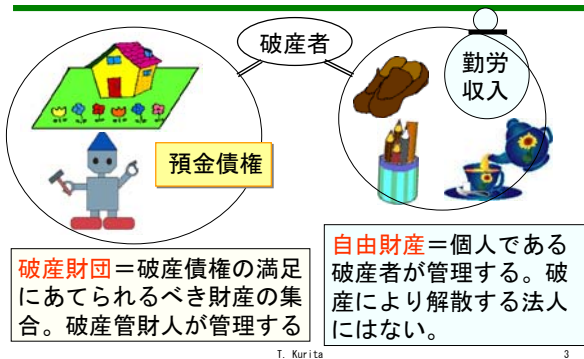 破産者
勤労
収入
預金債権
破産財団＝破産債権の満足
にあてられるべき財産の集
合。破産管財人が管理する
自由財産＝個人である
破産者が管理する。破
産により解散する法人
にはない。
T. Kurita
3